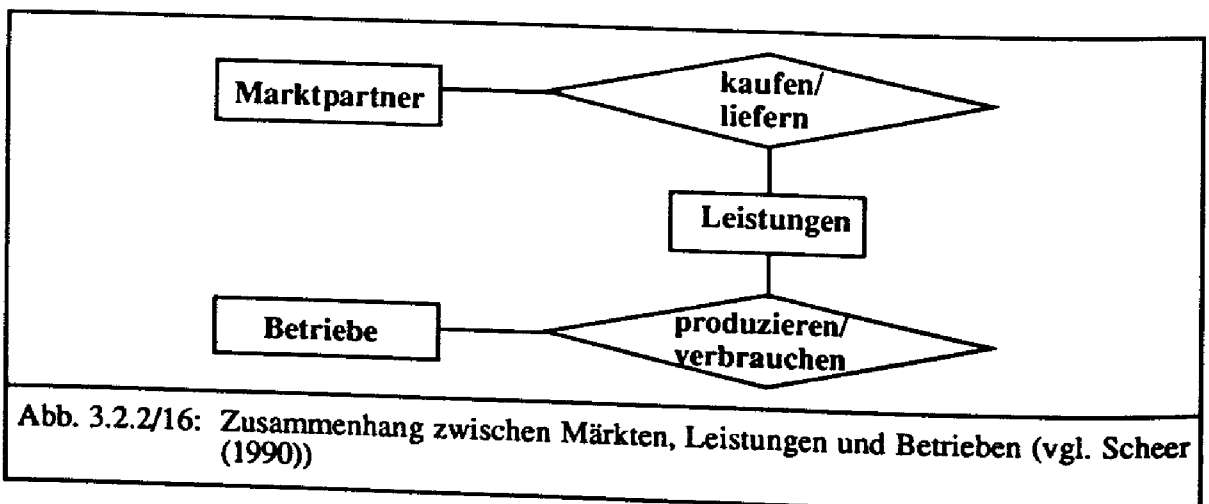 Marktpartner
kaufen/
liefern
Leistungen
Betriebe
produzieren/
verbrauchen
Abb. 3.2.2/16: Zusammenhang zwischen Märkten, Leistungen und Betrieben (vgl. Scheer
(1990))